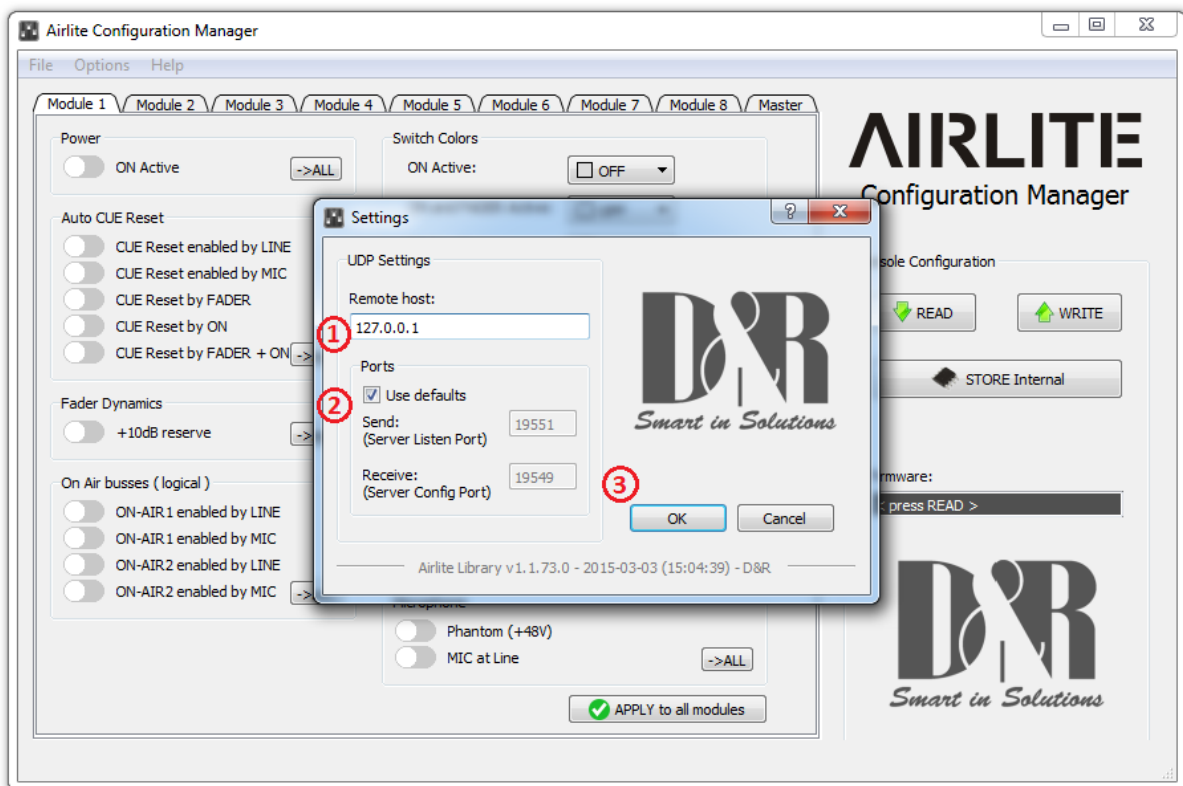 Airlite Configuration Manager
File Options Help
Module 1 Module 2 Module 3 Module 4 Module 5 Module 6 Module 7 Module 8 Master
Power
ON Active
->ALL
Switch Colors
ON Active:
OFF
Auto CUE Reset
CUE Reset enabled by LINE
CUE Reset enabled by MIC
CUE Reset by FADER
CUE Reset by ON
CUE Reset by FADER + ON
Fader Dynamics
+10dB reserve
On Air busses ( logical )
ON-AIR1 enabled by LINE
ON-AIR1 enabled by MIC
ON-AIR2 enabled by LINE
ON-AIR2 enabled by MIC
Settings
?
UDP Settings
Remote host:
1
127.0.0.1
Ports
2
Use defaults
Send:
(Server Listen Port)
19551
Receive:
(Server Config Port)
19549
D&R
Smart in Solutions
3
OK Cancel
Airlite Library v1.1.73.0 - 2015-03-03 (15:04:39) - D&R
Microphone
Phantom (+48V)
MIC at Line
->ALL
APPLY to all modules
AIRLITE
Configuration Manager
sole Configuration
READ WRITE
STORE Internal
rmware:
< press READ >
D&R
Smart in Solutions